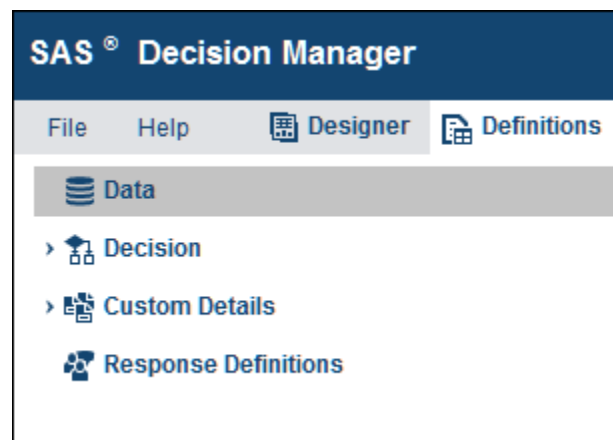 SAS ® Decision Manager
File Help Designer Definitions
Data
Decision
Custom Details
Response Definitions